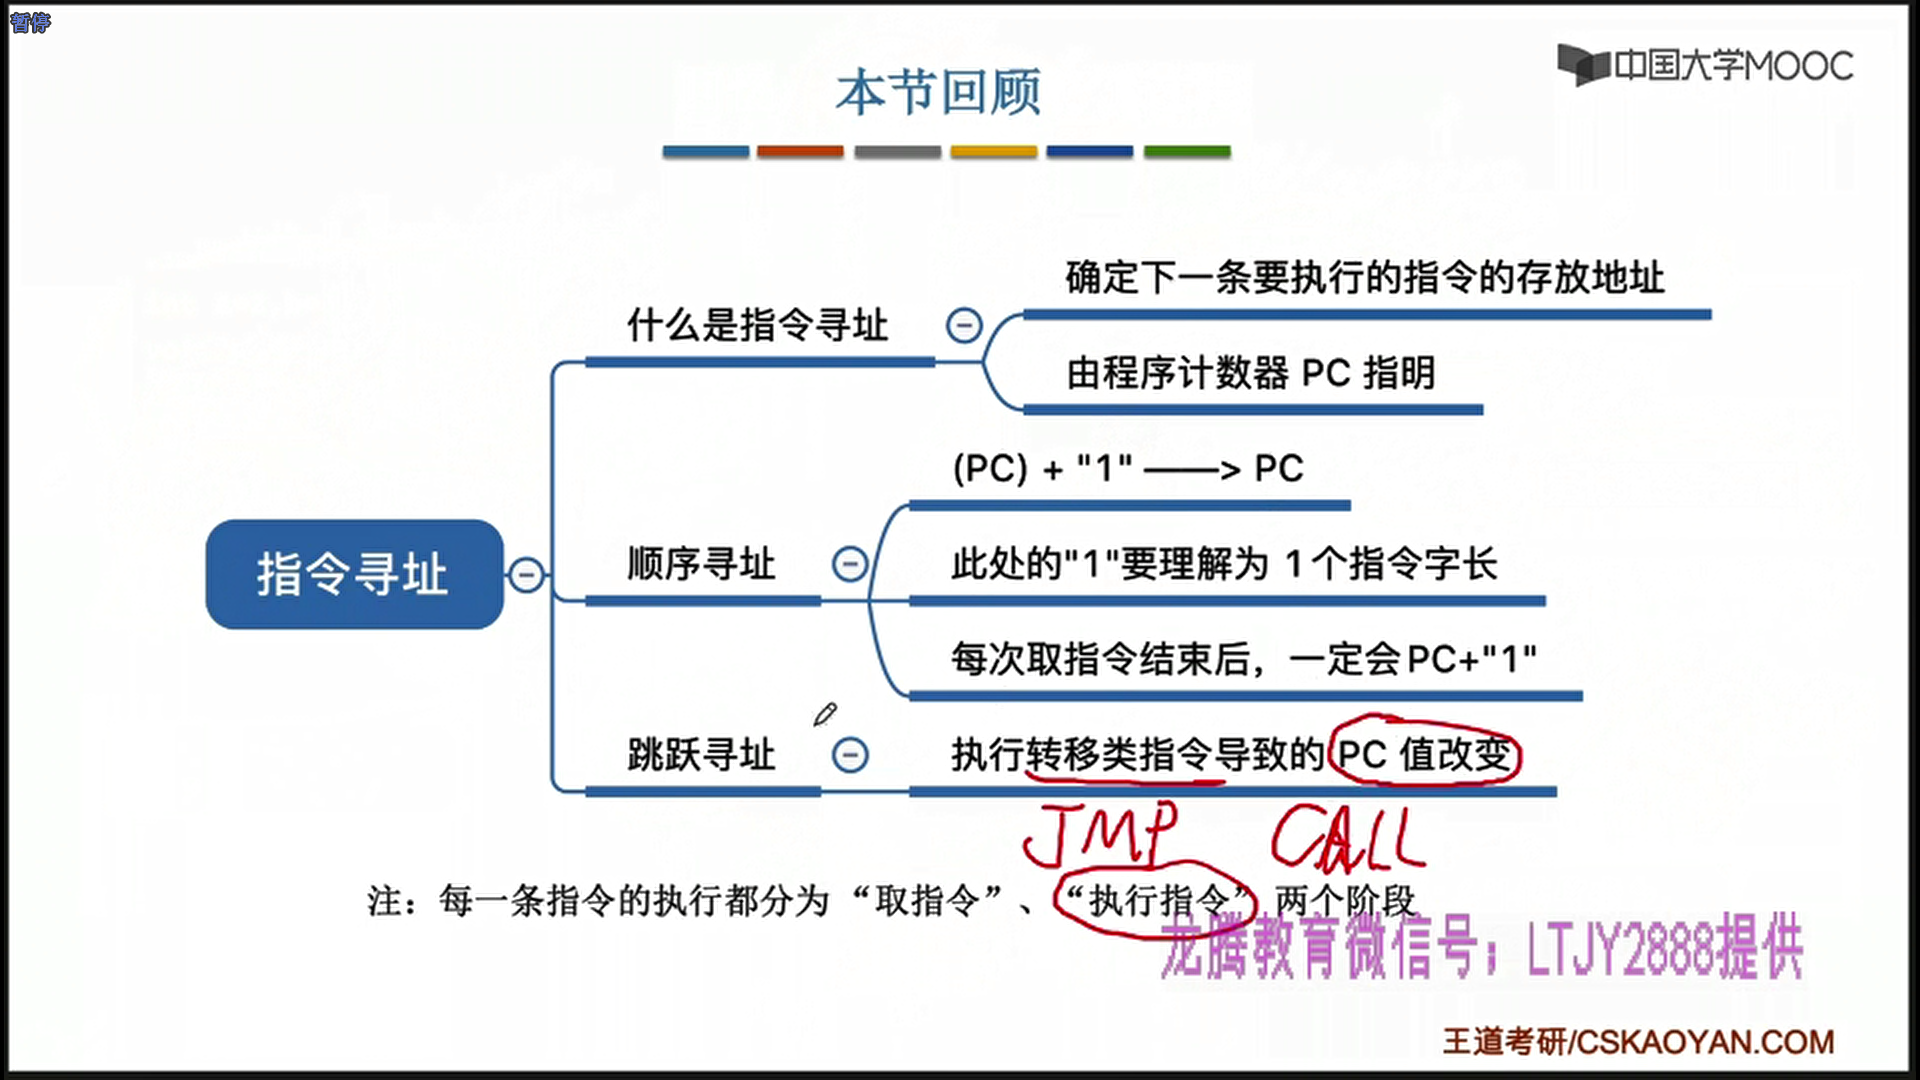 暂停
中国大学MOOC
本节回顾
指令寻址
什么是指令寻址
确定下一条要执行的指令的存放地址
由程序计数器 PC 指明
顺序寻址
(PC) + "1" ——> PC
此处的"1"要理解为 1个指令字长
每次取指令结束后，一定会PC+"1"
跳跃寻址
执行转移类指令导致的 PC 值改变
JMP CALL
注：每一条指令的执行都分为“取指令”、“执行指令” 两个阶段
龙腾教育微信号；LTJY2888提供
王道考研/CSKAOYAN.COM